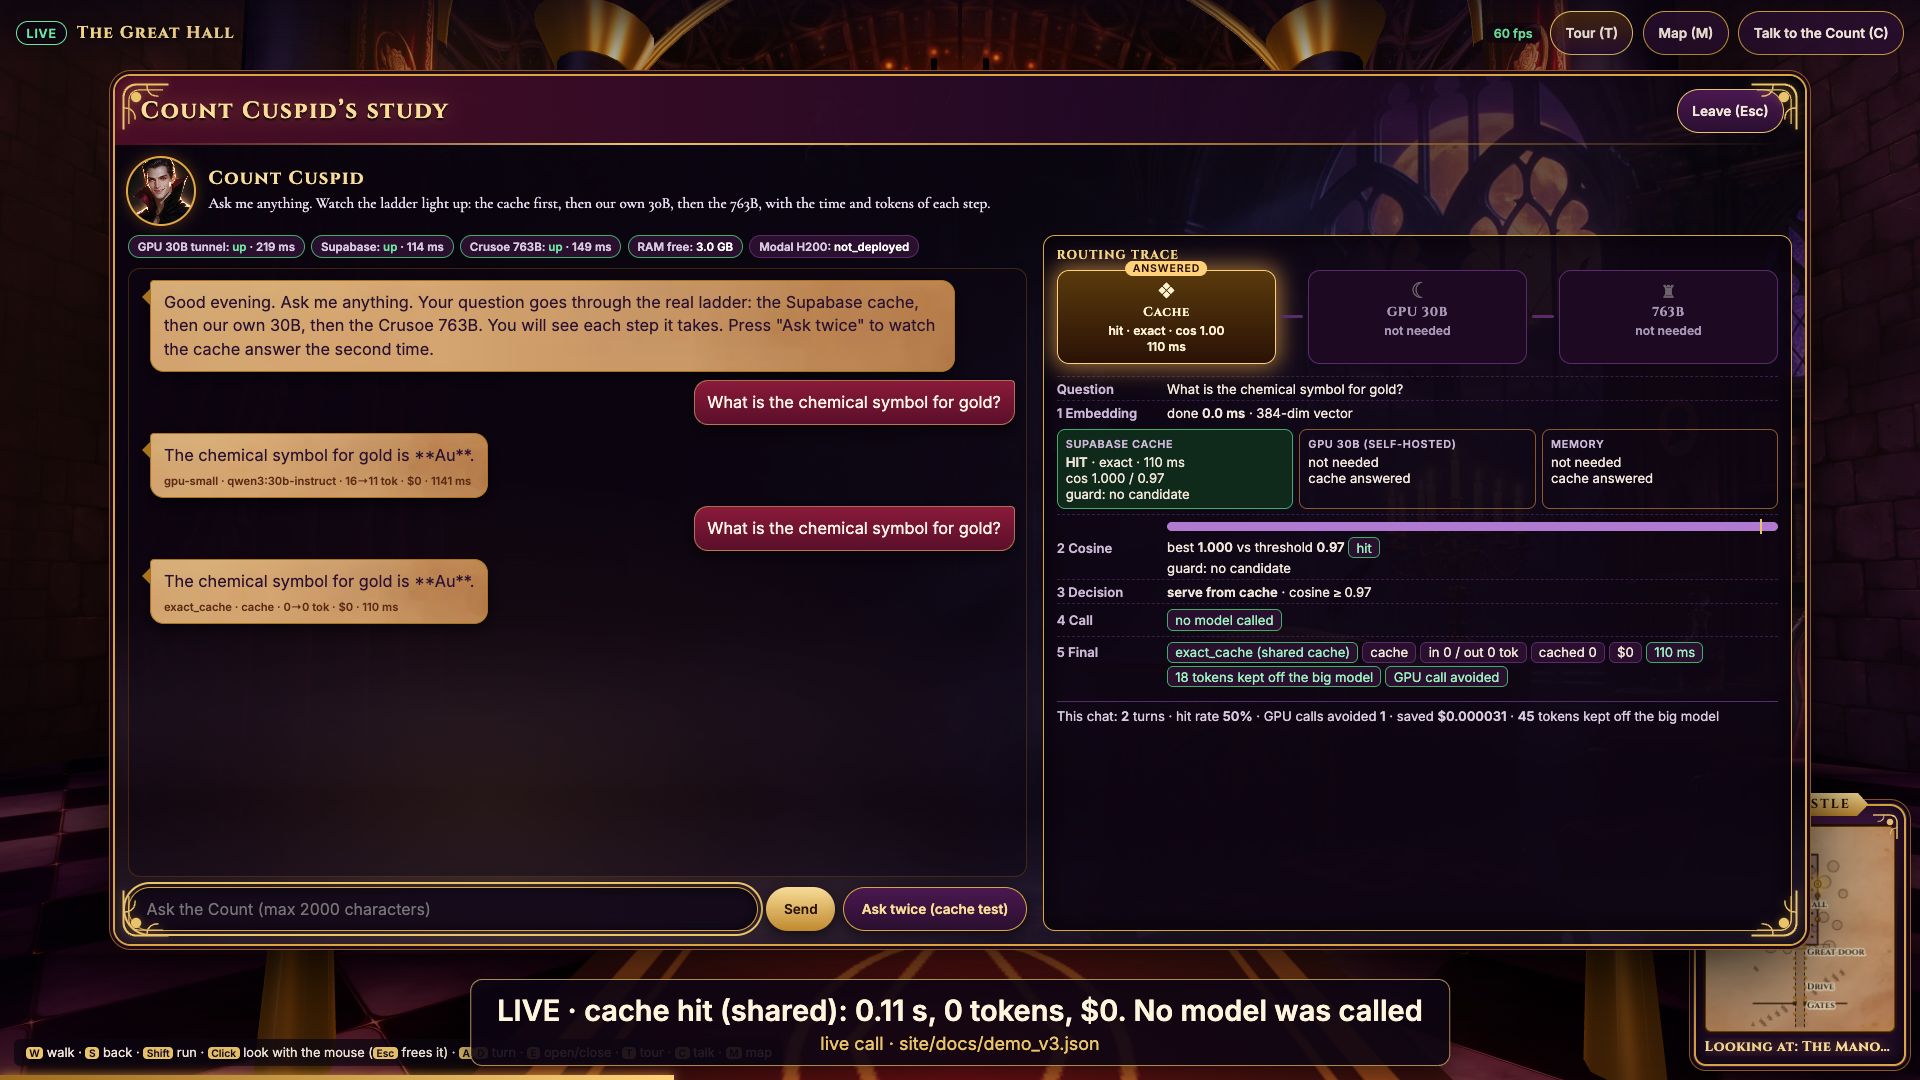 LIVE THE GREAT HALL
60 fps
Tour (T)
Map (M)
Talk to the Count (C)
COUNT CUSPID'S STUDY
Leave (Esc)
COUNT CUSPID
Ask me anything. Watch the ladder light up: the cache first, then our own 30B, then the 763B, with the time and tokens of each step.
GPU 30B tunnel: up · 219 ms
Supabase: up · 114 ms
Crusoe 763B: up · 149 ms
RAM free: 3.0 GB
Modal H200: not_deployed
Good evening. Ask me anything. Your question goes through the real ladder: the Supabase cache,
then our own 30B, then the Crusoe 763B. You will see each step it takes. Press "Ask twice" to watch
the cache answer the second time.
What is the chemical symbol for gold?
The chemical symbol for gold is **Au**.
gpu-small · qwen3:30b-instruct · 16→11 tok · $0 · 1141 ms
What is the chemical symbol for gold?
The chemical symbol for gold is **Au**.
exact_cache · cache · 0→0 tok · $0 · 110 ms
Ask the Count (max 2000 characters)
Send
Ask twice (cache test)
ROUTING TRACE
ANSWERED
CACHE
hit · exact · cos 1.00
110 ms
GPU 30B
not needed
763B
not needed
Question What is the chemical symbol for gold?
1 Embedding done 0.0 ms · 384-dim vector
SUPABASE CACHE
HIT · exact · 110 ms
cos 1.000 / 0.97
guard: no candidate
GPU 30B (SELF-HOSTED)
not needed
cache answered
MEMORY
not needed
cache answered
2 Cosine best 1.000 vs threshold 0.97 hit
guard: no candidate
3 Decision serve from cache · cosine ≥ 0.97
4 Call no model called
5 Final exact_cache (shared cache) cache in 0 / out 0 tok cached 0 $0 110 ms
18 tokens kept off the big model GPU call avoided
This chat: 2 turns · hit rate 50% · GPU calls avoided 1 · saved $0.000031 · 45 tokens kept off the big model
STLE
ALL
GREAT DOOR
DRIVE
GATES
LOOKING AT: THE MANO...
LIVE · cache hit (shared): 0.11 s, 0 tokens, $0. No model was called
live call · site/docs/demo_v3.json
W walk · S back · Shift run · Click look with the mouse (Esc frees it) · A D turn · E open/close · T tour · C talk · M map